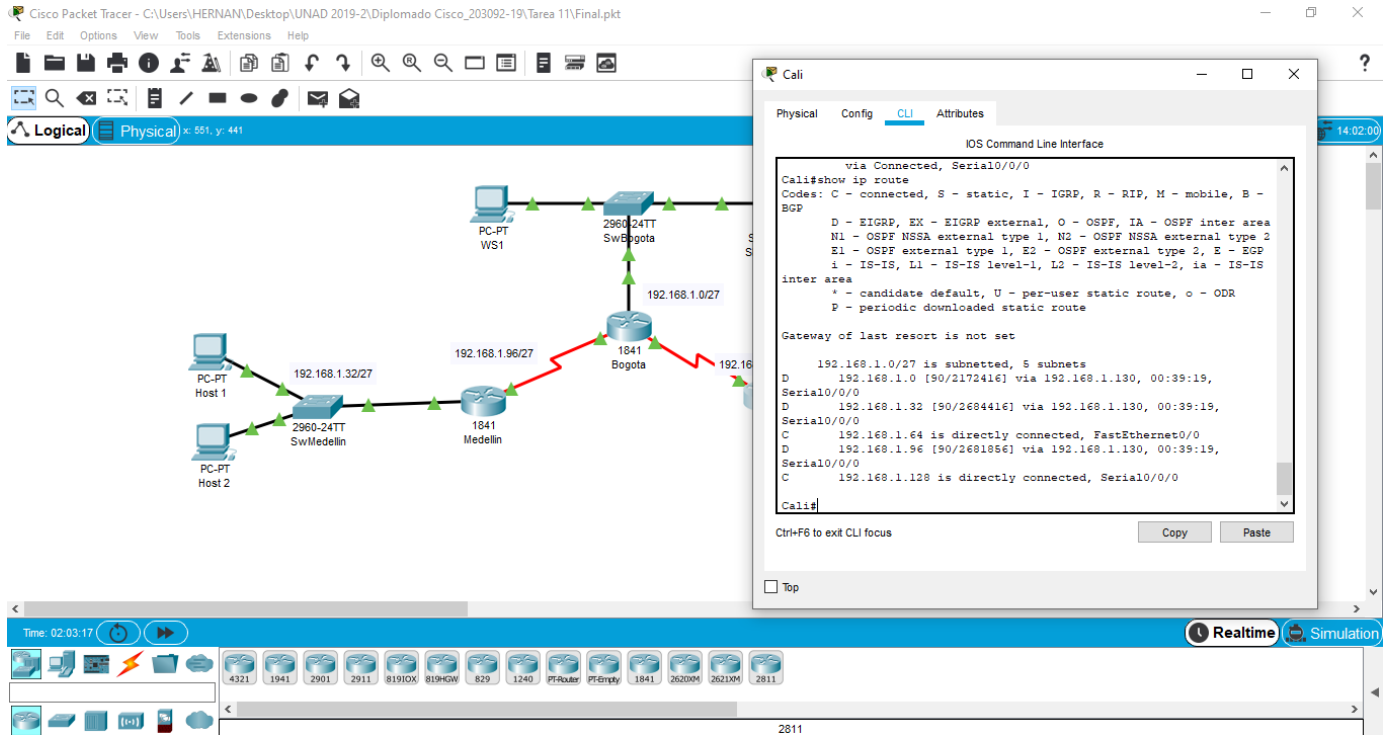 Cisco Packet Tracer - C:\Users\HERNAN\Desktop\UNAD 2019-2\Diplomado Cisco_203092-19\Tarea 11\Final.pkt
File Edit Options View Tools Extensions Help
?
Logical Physical x: 551, y: 441
14:02:00
PC-PT
WS1
2960-24TT
SwBogota
S
S
192.168.1.0/27
1841
Bogota
192.168.1.96/27
192.16
PC-PT
Host 1
192.168.1.32/27
2960-24TT
SwMedellin
1841
Medellin
PC-PT
Host 2
Cali
Physical Config CLI Attributes
IOS Command Line Interface
via Connected, Serial0/0/0
Cali#show ip route
Codes: C - connected, S - static, I - IGRP, R - RIP, M - mobile, B -
BGP
D - EIGRP, EX - EIGRP external, O - OSPF, IA - OSPF inter area
N1 - OSPF NSSA external type 1, N2 - OSPF NSSA external type 2
E1 - OSPF external type 1, E2 - OSPF external type 2, E - EGP
i - IS-IS, L1 - IS-IS level-1, L2 - IS-IS level-2, ia - IS-IS
inter area
* - candidate default, U - per-user static route, o - ODR
P - periodic downloaded static route
Gateway of last resort is not set
192.168.1.0/27 is subnetted, 5 subnets
D 192.168.1.0 [90/2172416] via 192.168.1.130, 00:39:19,
Serial0/0/0
D 192.168.1.32 [90/2684416] via 192.168.1.130, 00:39:19,
Serial0/0/0
C 192.168.1.64 is directly connected, FastEthernet0/0
D 192.168.1.96 [90/2681856] via 192.168.1.130, 00:39:19,
Serial0/0/0
C 192.168.1.128 is directly connected, Serial0/0/0
Cali#
Ctrl+F6 to exit CLI focus
Copy Paste
Top
Time: 02:03:17
Realtime Simulation
4321 1941 2901 2911 819IOX 819HGW 829 1240 PT-Router PT-Empty 1841 2620XM 2621XM 2811
2811